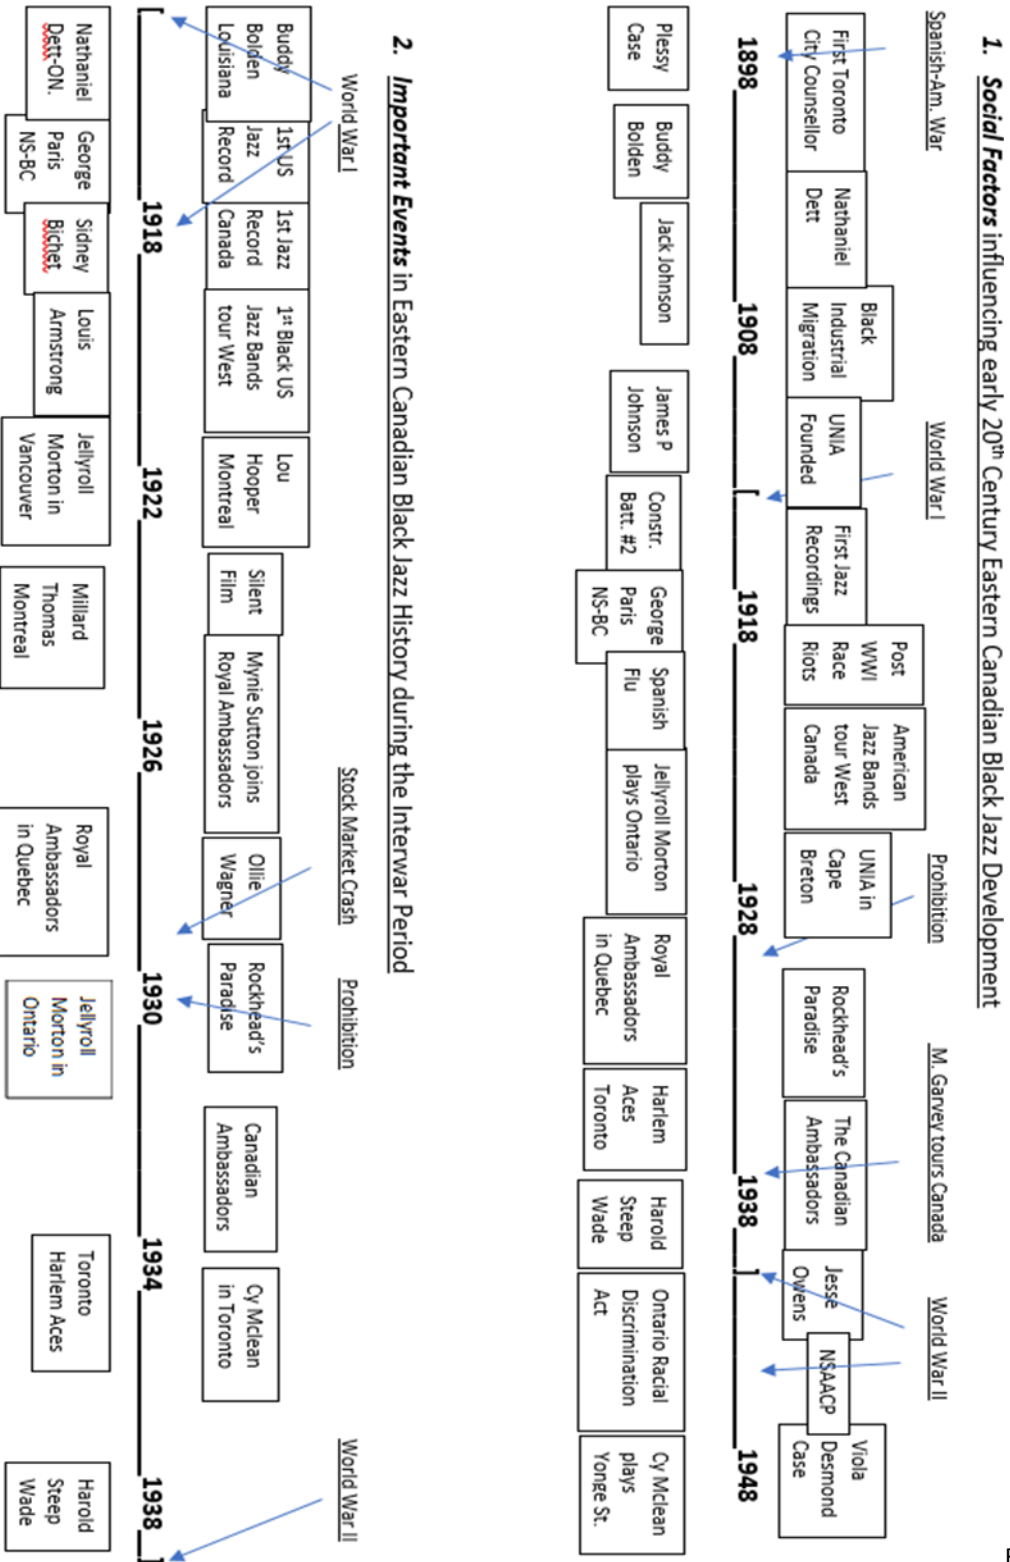 1. Social Factors influencing early 20th Century Eastern Canadian Black Jazz Development
Spanish-Am. War
World War I
Prohibition
M. Garvey tours Canada
World War II
First Toronto
City Counsellor
Nathaniel
Dett
Black
Industrial
Migration
UNIA
Founded
First Jazz
Recordings
Post
WWI
Race
Riots
American
Jazz Bands
tour West
Canada
UNIA in
Cape
Breton
Rockhead's
Paradise
The Canadian
Ambassadors
Jesse
Owens
NSAACP
Viola
Desmond
Case
1898
1908
[
1918
1928
1938
]
1948
Plessy
Case
Buddy
Bolden
Jack Johnson
James P
Johnson
Constr.
Batt. #2
George
Paris
NS-BC
Spanish
Flu
Jellyroll Morton
plays Ontario
Royal
Ambassadors
in Quebec
Harlem
Aces
Toronto
Harold
Steep
Wade
Ontario Racial
Discrimination
Act
Cy Mclean
plays
Yonge St.
2. Important Events in Eastern Canadian Black Jazz History during the Interwar Period
World War I
Stock Market Crash
Prohibition
World War II
Buddy
Bolden
Louisiana
1st US
Jazz
Record
1st Jazz
Record
Canada
1st Black US
Jazz Bands
tour West
Lou
Hooper
Montreal
Silent
Film
Mynie Sutton joins
Royal Ambassadors
Ollie
Wagner
Rockhead's
Paradise
Canadian
Ambassadors
Cy Mclean
in Toronto
[
1918
1922
1926
1930
1934
1938
]
Nathaniel
Dett-ON.
George
Paris
NS-BC
Sidney
Bichet
Louis
Armstrong
Jellyroll
Morton in
Vancouver
Millard
Thomas
Montreal
Royal
Ambassadors
in Quebec
Jellyroll
Morton in
Ontario
Toronto
Harlem Aces
Harold
Steep
Wade